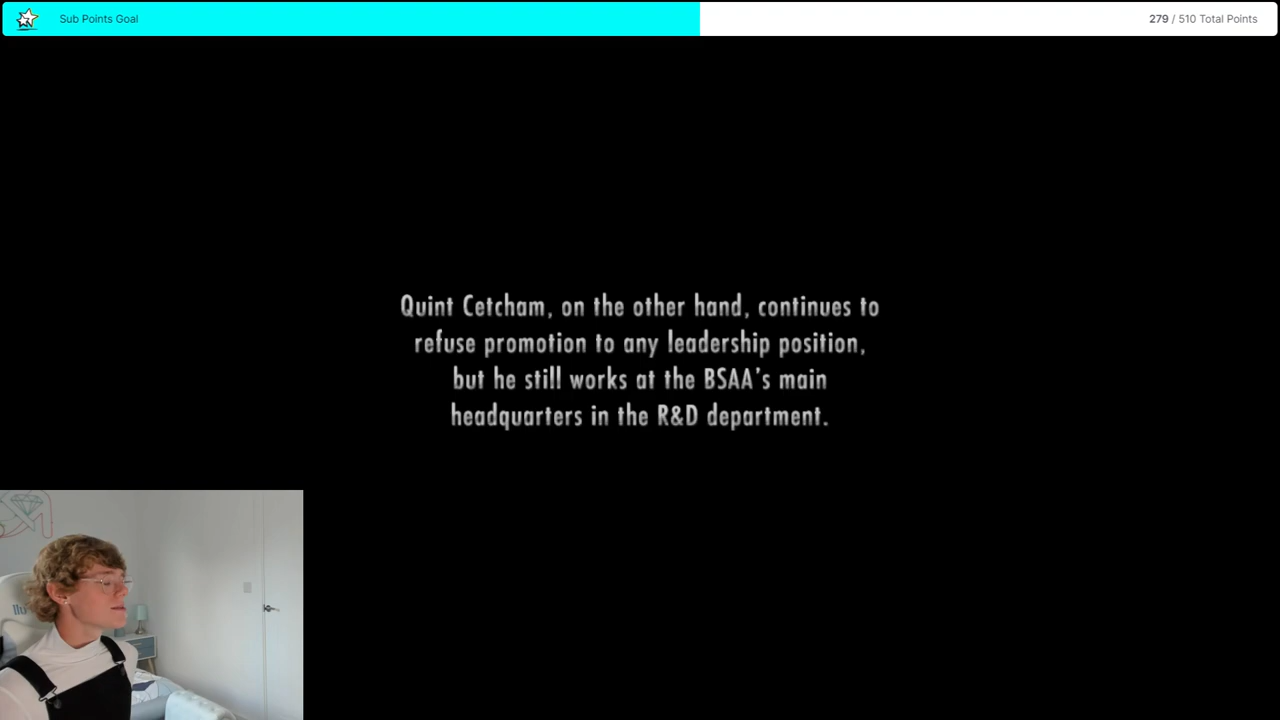 Sub Points Goal
279 / 510 Total Points
Quint Cetcham, on the other hand, continues to
refuse promotion to any leadership position,
but he still works at the BSAA's main
headquarters in the R&D department.